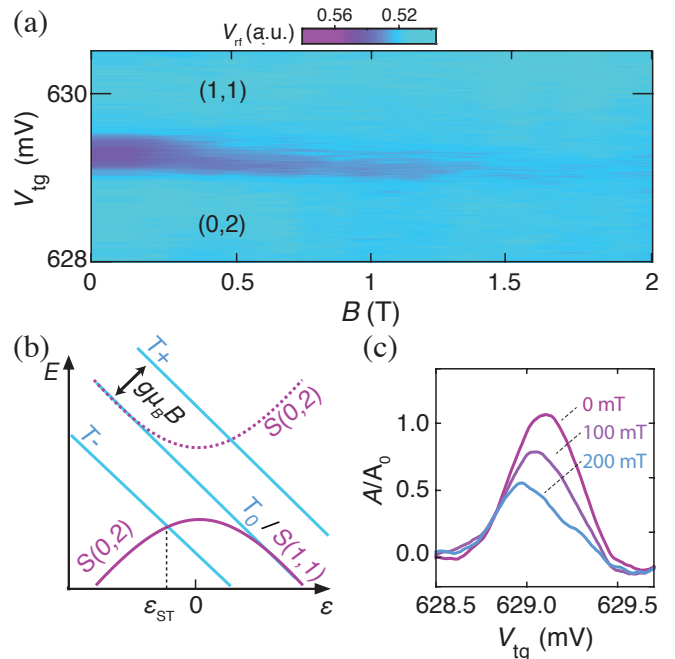 (a)
V_rf (a.u.)
0.56
0.52
630
(1,1)
V_tg (mV)
(0,2)
628
0
0.5
1
1.5
2
B (T)
(b)
E
T+
gμ_BB
S(0,2)
T-
T_0 / S(1,1)
S(0,2)
ε_ST
0
ε
(c)
0 mT
100 mT
200 mT
1.0
0.5
0.0
A/A_0
628.5
629.0
629.5
V_tg (mV)